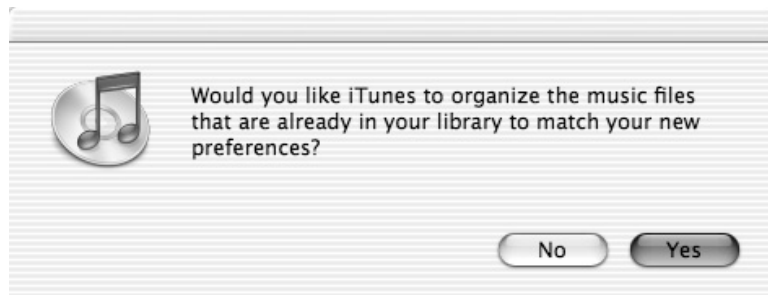 Would you like iTunes to organize the music files
that are already in your library to match your new
preferences?
No Yes